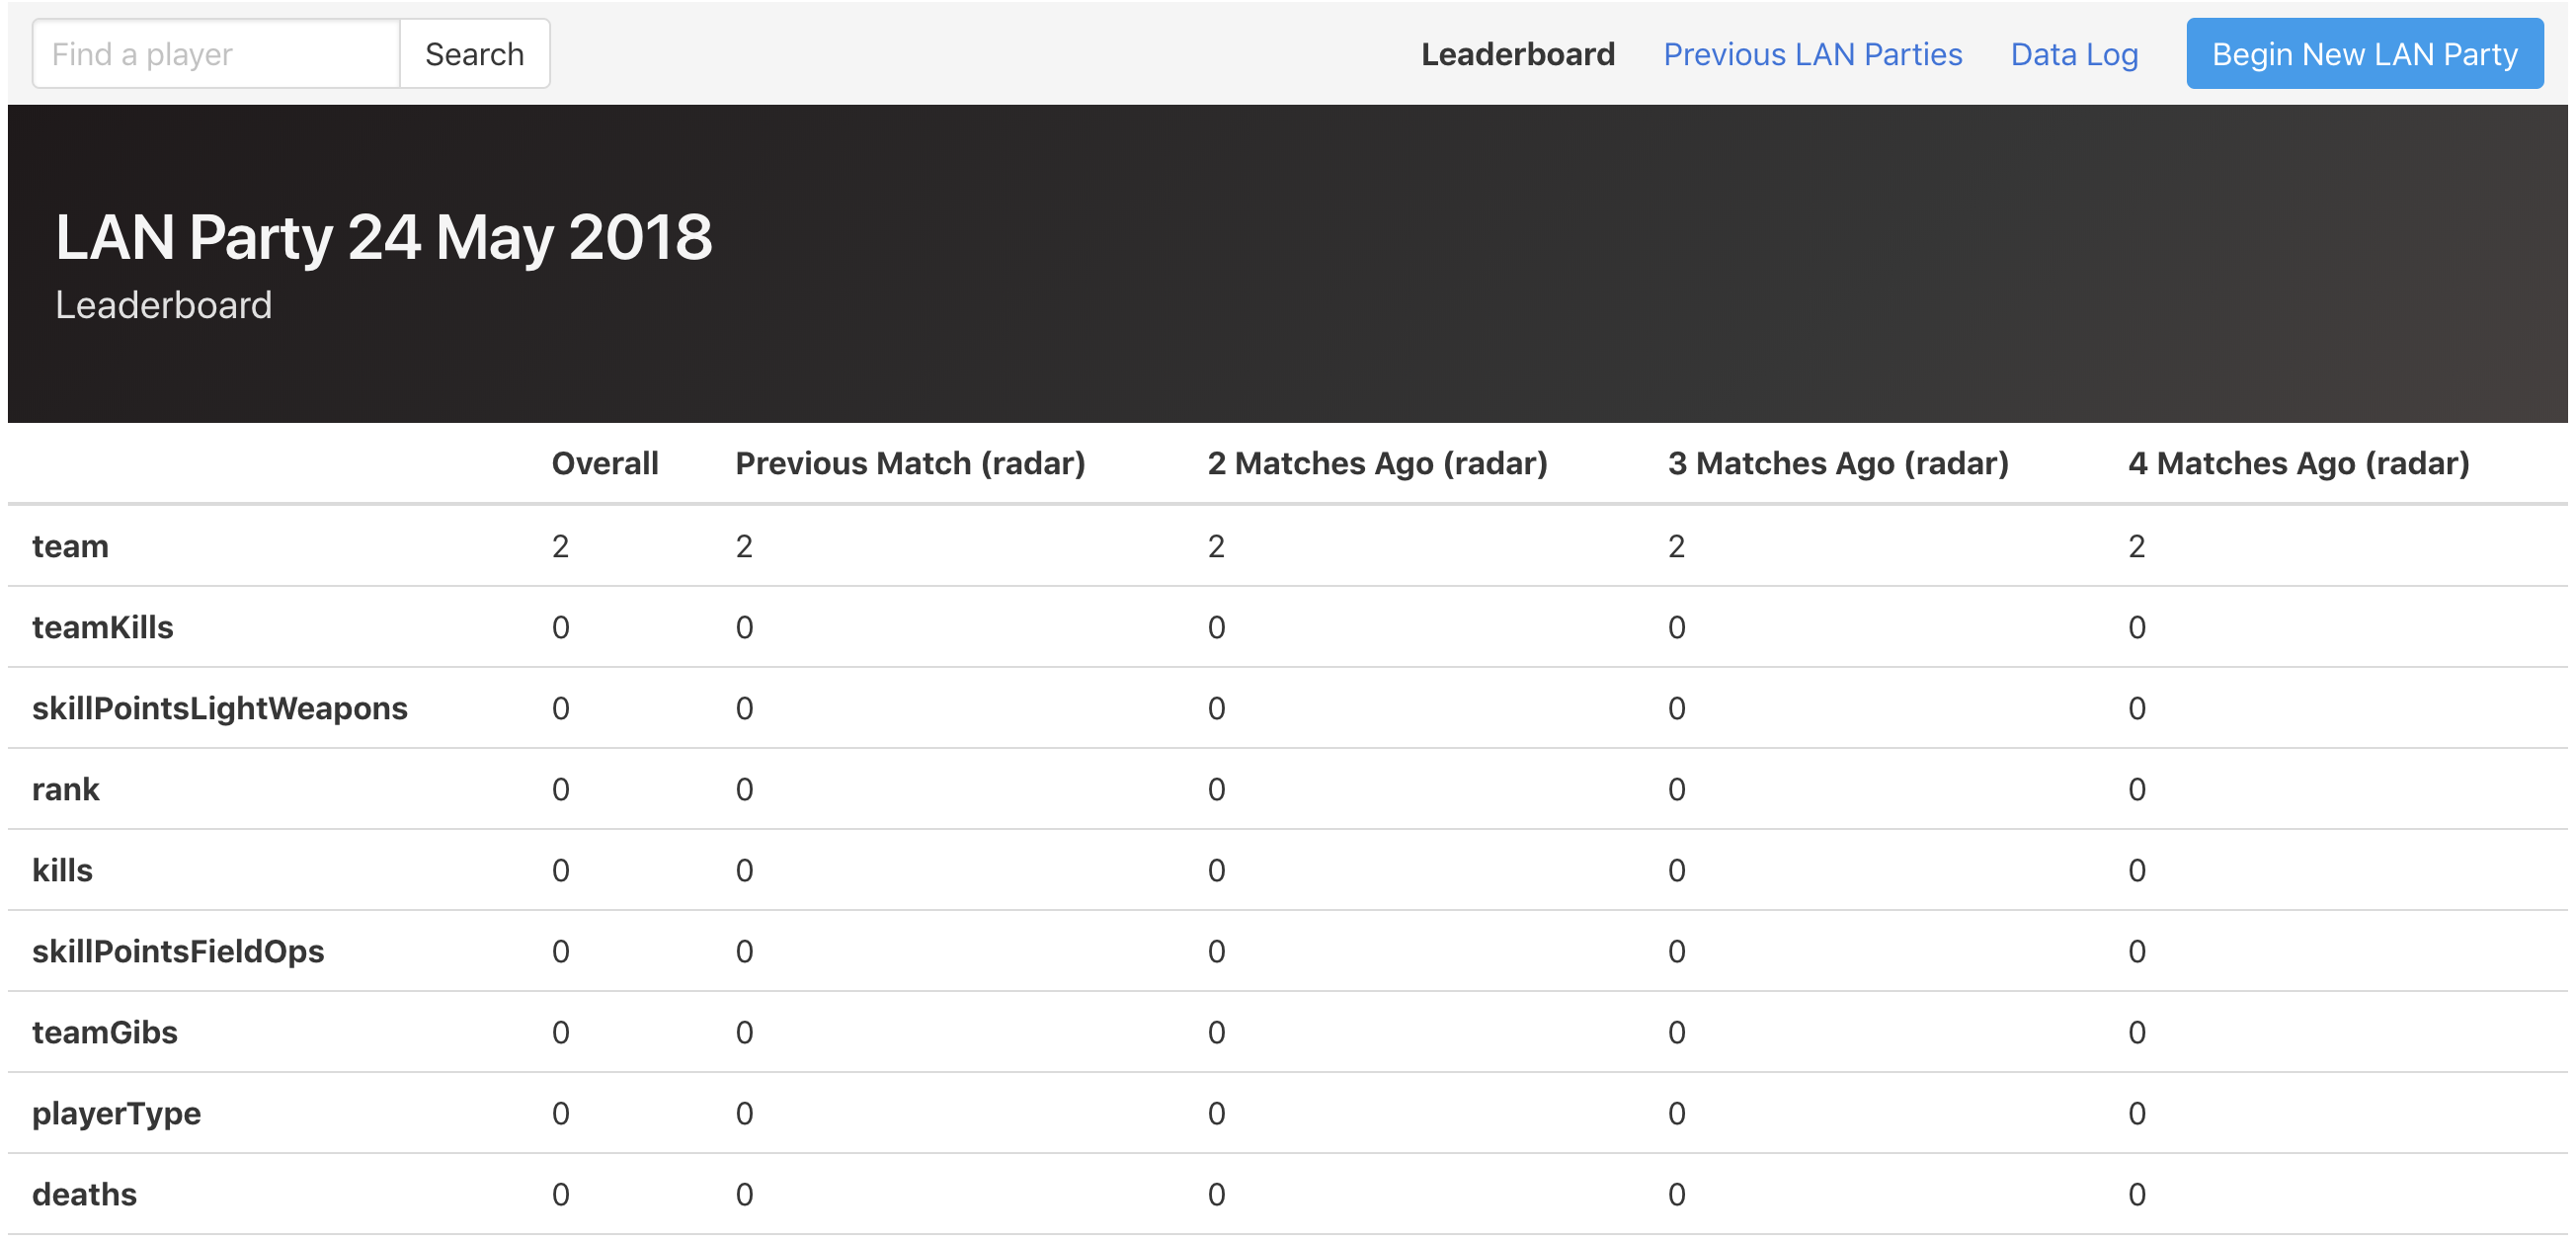 Find a player Search Leaderboard Previous LAN Parties Data Log Begin New LAN Party
LAN Party 24 May 2018
Leaderboard
Overall Previous Match (radar) 2 Matches Ago (radar) 3 Matches Ago (radar) 4 Matches Ago (radar)
team 2 2 2 2 2
teamKills 0 0 0 0 0
skillPointsLightWeapons 0 0 0 0 0
rank 0 0 0 0 0
kills 0 0 0 0 0
skillPointsFieldOps 0 0 0 0 0
teamGibs 0 0 0 0 0
playerType 0 0 0 0 0
deaths 0 0 0 0 0